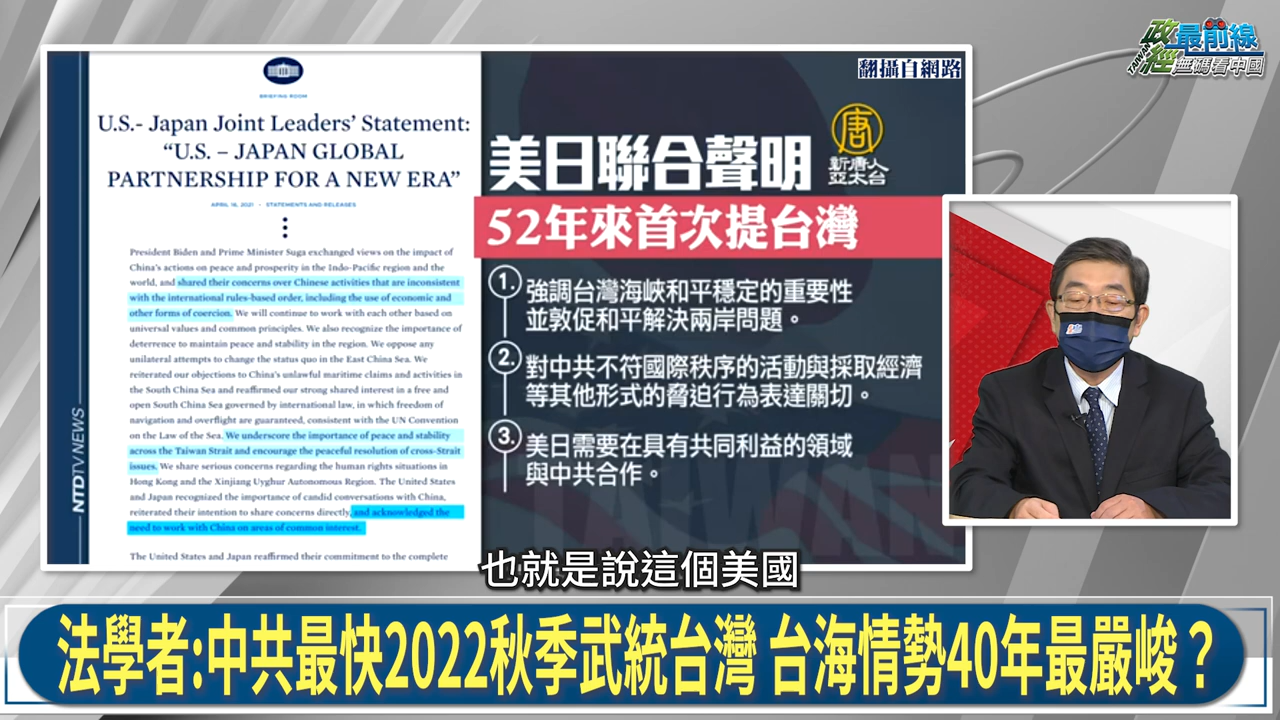 政經最前線
無碼看中國
翻攝自網路
BRIEFING ROOM
U.S.- Japan Joint Leaders’ Statement:
“U.S. – JAPAN GLOBAL
PARTNERSHIP FOR A NEW ERA”
APRIL 16, 2021 • STATEMENTS AND RELEASES
President Biden and Prime Minister Suga exchanged views on the impact of
China’s actions on peace and prosperity in the Indo-Pacific region and the
world, and shared their concerns over Chinese activities that are inconsistent
with the international rules-based order, including the use of economic and
other forms of coercion. We will continue to work with each other based on
universal values and common principles. We also recognize the importance of
deterrence to maintain peace and stability in the region. We oppose any
unilateral attempts to change the status quo in the East China Sea. We
reiterated our objections to China’s unlawful maritime claims and activities in
the South China Sea and reaffirmed our strong shared interest in a free and
open South China Sea governed by international law, in which freedom of
navigation and overflight are guaranteed, consistent with the UN Convention
on the Law of the Sea. We underscore the importance of peace and stability
across the Taiwan Strait and encourage the peaceful resolution of cross-Strait
issues. We share serious concerns regarding the human rights situations in
Hong Kong and the Xinjiang Uyghur Autonomous Region. The United States
and Japan recognized the importance of candid conversations with China,
reiterated their intention to share concerns directly, and acknowledged the
need to work with China on areas of common interest.
The United States and Japan reaffirmed their commitment to the complete
NTDTV NEWS
美日聯合聲明
唐
新唐人
亞太台
52年來首次提台灣
1. 強調台灣海峽和平穩定的重要性
並敦促和平解決兩岸問題。
2. 對中共不符國際秩序的活動與採取經濟
等其他形式的脅迫行為表達關切。
3. 美日需要在具有共同利益的領域
與中共合作。
也就是說這個美國
法學者:中共最快2022秋季武統台灣 台海情勢40年最嚴峻？